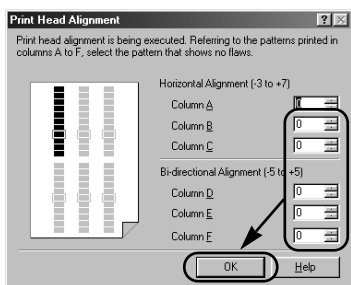 Print Head Alignment
Print head alignment is being executed. Referring to the patterns printed in
columns A to F, select the pattern that shows no flaws.
Horizontal Alignment (-3 to +7)
Column A 0
Column B 0
Column C 0
Bi-directional Alignment (-5 to +5)
Column D 0
Column E 0
Column F 0
OK Help